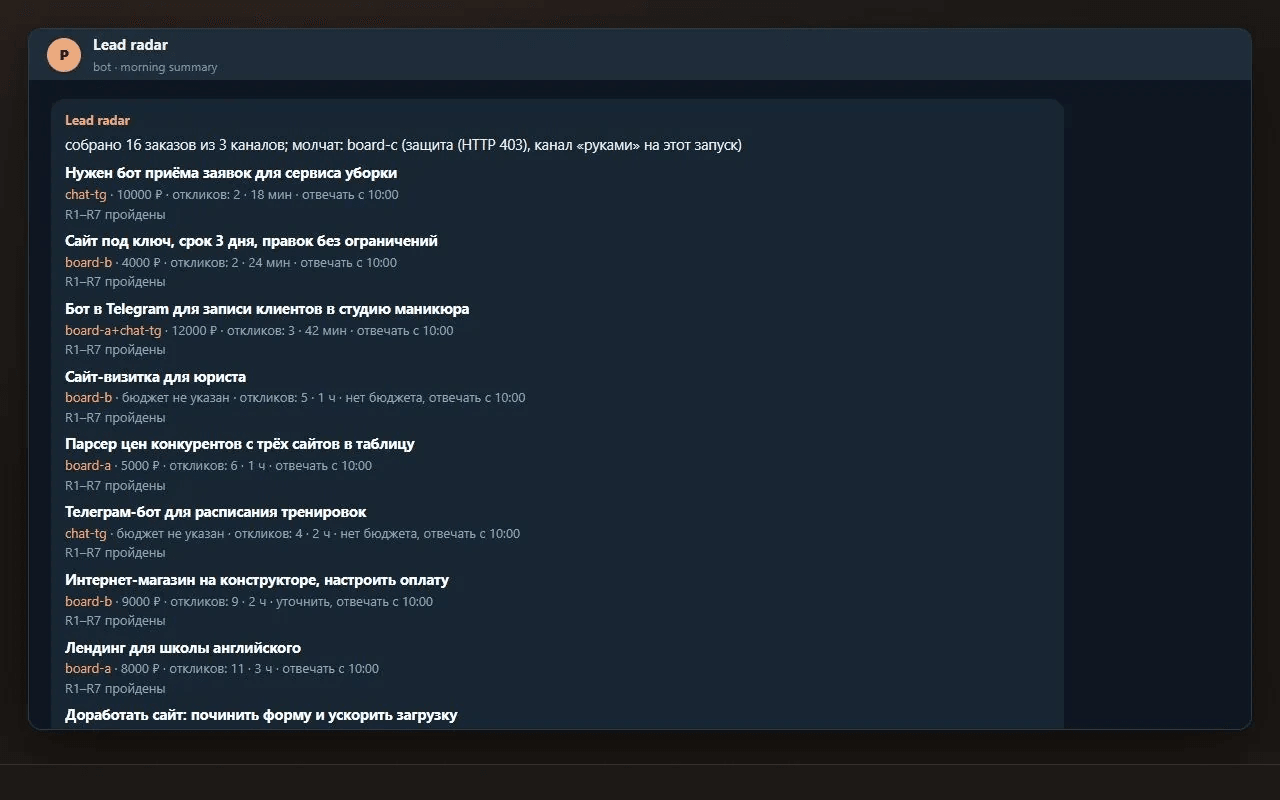 P
Lead radar
bot · morning summary
Lead radar
собрано 16 заказов из 3 каналов; молчат: board-c (защита (HTTP 403), канал «руками» на этот запуск)
Нужен бот приёма заявок для сервиса уборки
chat-tg · 10000 ₽ · откликов: 2 · 18 мин · отвечать с 10:00
R1–R7 пройдены
Сайт под ключ, срок 3 дня, правок без ограничений
board-b · 4000 ₽ · откликов: 2 · 24 мин · отвечать с 10:00
R1–R7 пройдены
Бот в Telegram для записи клиентов в студию маникюра
board-a+chat-tg · 12000 ₽ · откликов: 3 · 42 мин · отвечать с 10:00
R1–R7 пройдены
Сайт-визитка для юриста
board-b · бюджет не указан · откликов: 5 · 1 ч · нет бюджета, отвечать с 10:00
R1–R7 пройдены
Парсер цен конкурентов с трёх сайтов в таблицу
board-a · 5000 ₽ · откликов: 6 · 1 ч · отвечать с 10:00
R1–R7 пройдены
Телеграм-бот для расписания тренировок
chat-tg · бюджет не указан · откликов: 4 · 2 ч · нет бюджета, отвечать с 10:00
R1–R7 пройдены
Интернет-магазин на конструкторе, настроить оплату
board-b · 9000 ₽ · откликов: 9 · 2 ч · уточнить, отвечать с 10:00
R1–R7 пройдены
Лендинг для школы английского
board-a · 8000 ₽ · откликов: 11 · 3 ч · отвечать с 10:00
R1–R7 пройдены
Доработать сайт: починить форму и ускорить загрузку